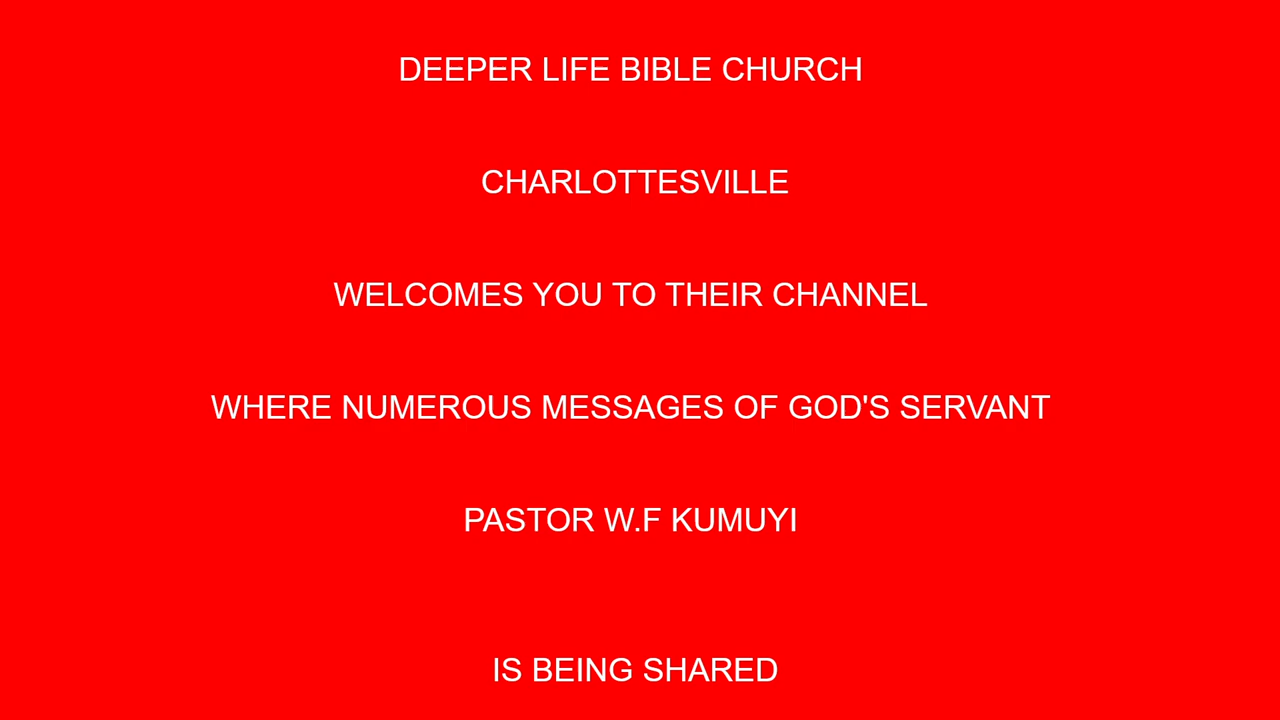 DEEPER LIFE BIBLE CHURCH
CHARLOTTESVILLE
WELCOMES YOU TO THEIR CHANNEL
WHERE NUMEROUS MESSAGES OF GOD'S SERVANT
PASTOR W.F KUMUYI
IS BEING SHARED